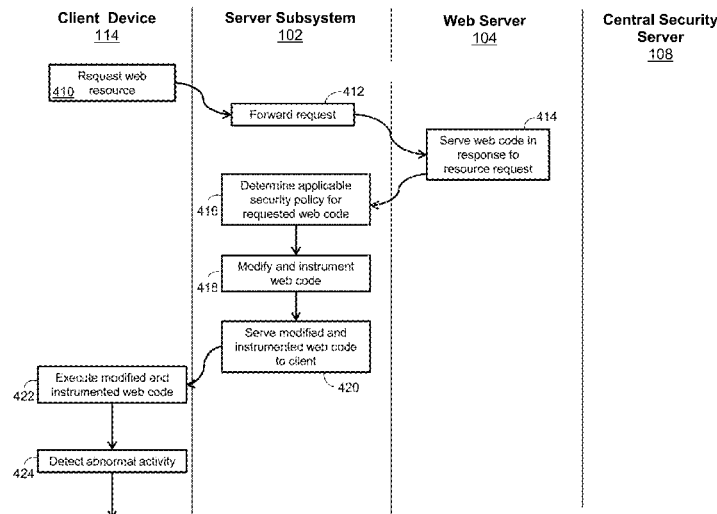 Client Device
114
Server Subsystem
102
Web Server
104
Central Security
Server
108
Request web
resource
410
412
Forward request
414
Serve web code in
response to
resource request
Determine applicable
security policy for
requested web code
416
Modify and instrument
web code
418
Serve modified and
instrumented web code
to client
420
Execute modified and
instrumented web code
422
Detect abnormal activity
424